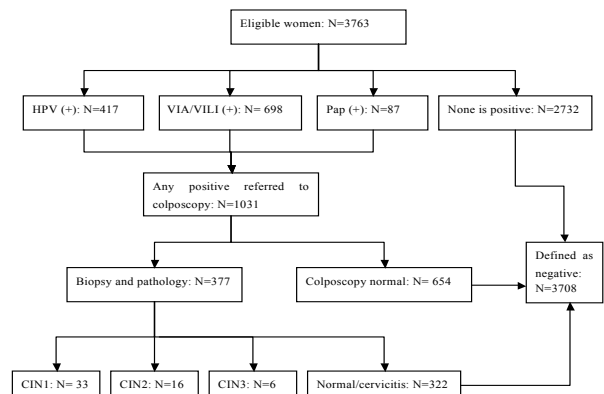 Eligible women: N=3763
HPV (+): N=417
VIA/VILI (+): N= 698
Pap (+): N=87
None is positive: N=2732
Any positive referred to
colposcopy: N=1031
Biopsy and pathology: N=377
Colposcopy normal: N= 654
Defined as
negative:
N=3708
CIN1: N= 33
CIN2: N=16
CIN3: N=6
Normal/cervicitis: N=322